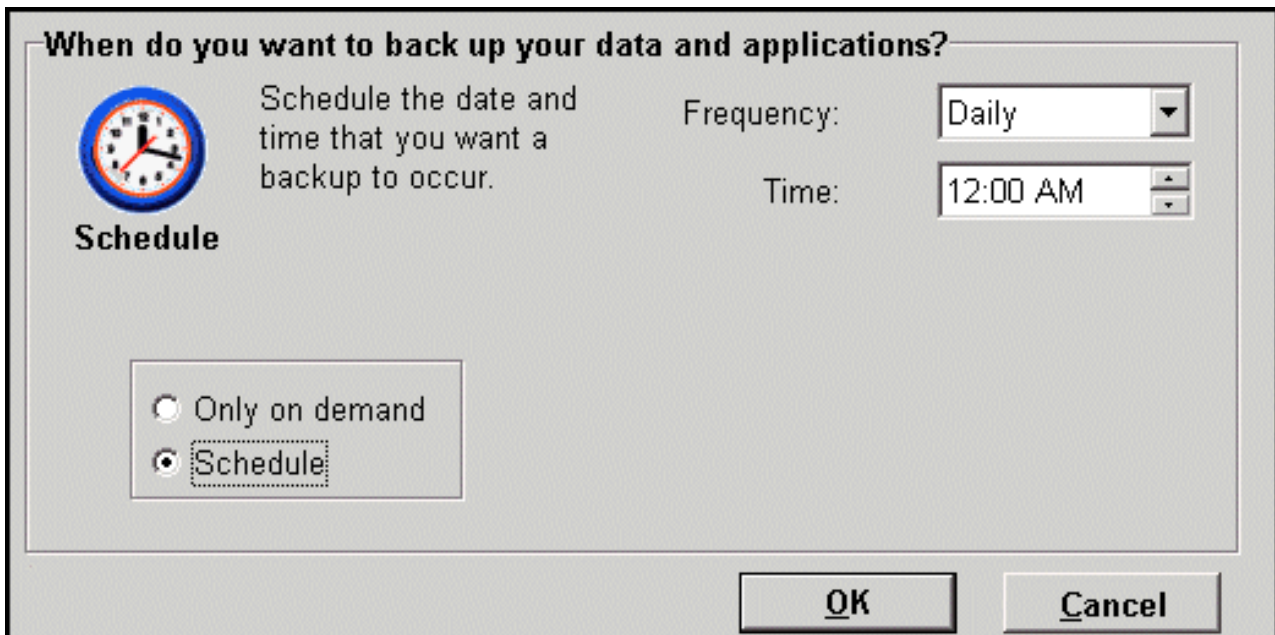 When do you want to back up your data and applications?
Schedule the date and
time that you want a
backup to occur.
Schedule
Frequency:
Daily
Time:
12:00 AM
Only on demand
Schedule
OK
Cancel